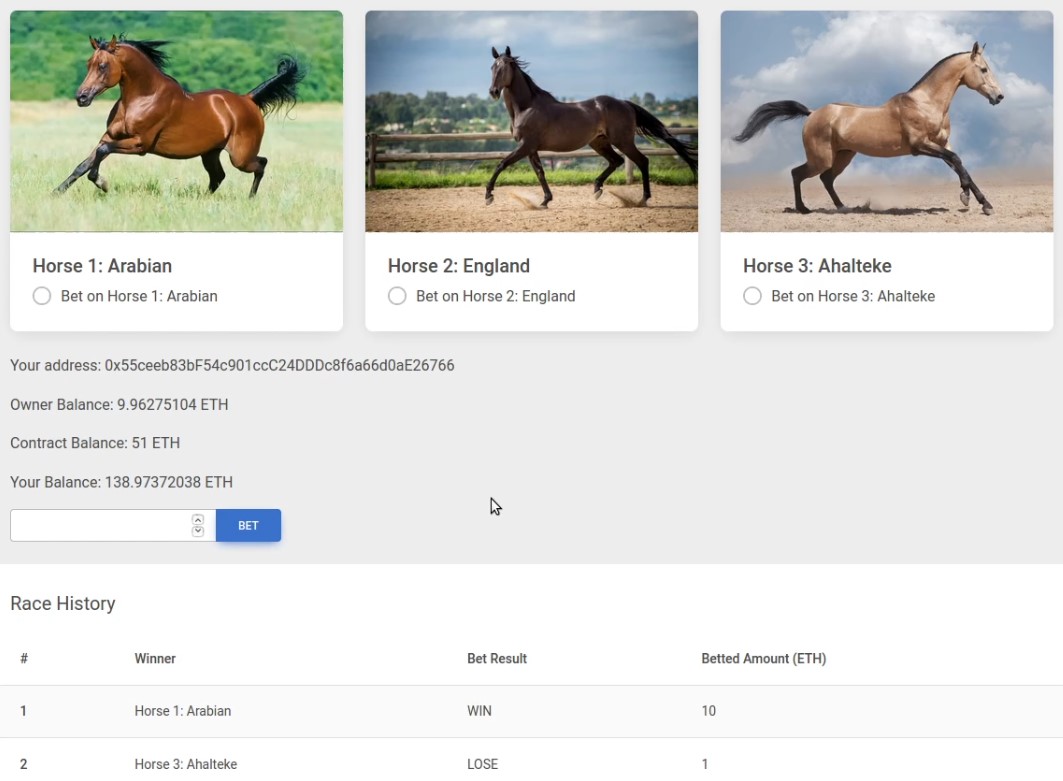 Horse 1: Arabian
Bet on Horse 1: Arabian
Horse 2: England
Bet on Horse 2: England
Horse 3: Ahalteke
Bet on Horse 3: Ahalteke
Your address: 0x55ceeb83bF54c901ccC24DDDc8f6a66d0aE26766
Owner Balance: 9.96275104 ETH
Contract Balance: 51 ETH
Your Balance: 138.97372038 ETH
BET
Race History
# Winner Bet Result Betted Amount (ETH)
1 Horse 1: Arabian WIN 10
2 Horse 3: Ahalteke LOSE 1